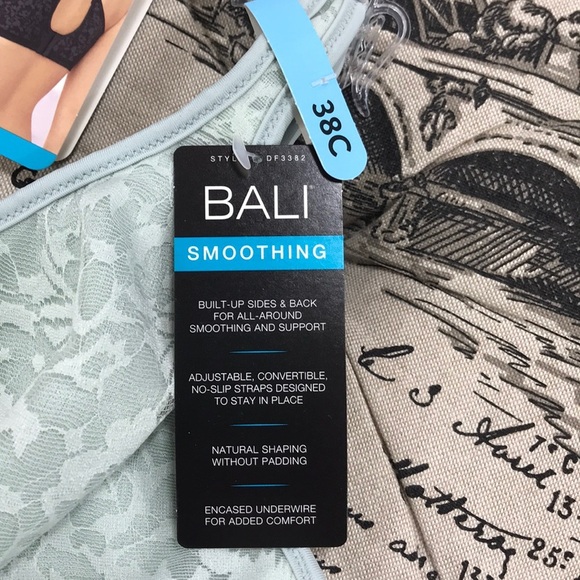 38C
STYLE DF3382
BALI
SMOOTHING
BUILT-UP SIDES & BACK
FOR ALL-AROUND
SMOOTHING AND SUPPORT
ADJUSTABLE, CONVERTIBLE,
NO-SLIP STRAPS DESIGNED
TO STAY IN PLACE
NATURAL SHAPING
WITHOUT PADDING
ENCASED UNDERWIRE
FOR ADDED COMFORT